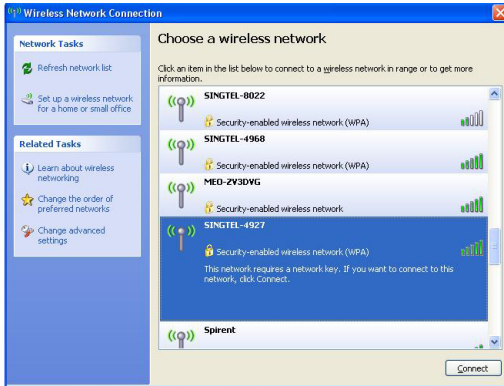 Wireless Network Connection
Network Tasks
Refresh network list
Set up a wireless network
for a home or small office
Related Tasks
Learn about wireless
networking
Change the order of
preferred networks
Change advanced
settings
Choose a wireless network
Click an item in the list below to connect to a wireless network in range or to get more
information.
SINGTEL-8022
Security-enabled wireless network (WPA)
SINGTEL-4968
Security-enabled wireless network (WPA)
MEO-2V3DVG
Security-enabled wireless network
SINGTEL-4927
Security-enabled wireless network (WPA)
This network requires a network key. If you want to connect to this
network, click Connect.
Spirent
Connect